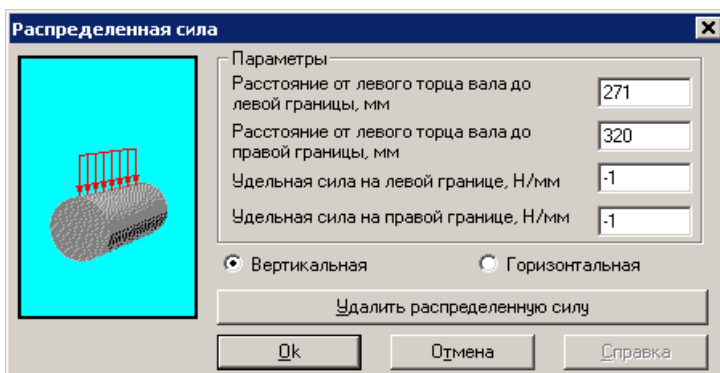 Распределенная сила
Параметры
Расстояние от левого торца вала до
левой границы, мм
271
Расстояние от левого торца вала до
правой границы, мм
320
Удельная сила на левой границе, Н/мм
-1
Удельная сила на правой границе, Н/мм
-1
Вертикальная
Горизонтальная
Удалить распределенную силу
Ok
Отмена
Справка